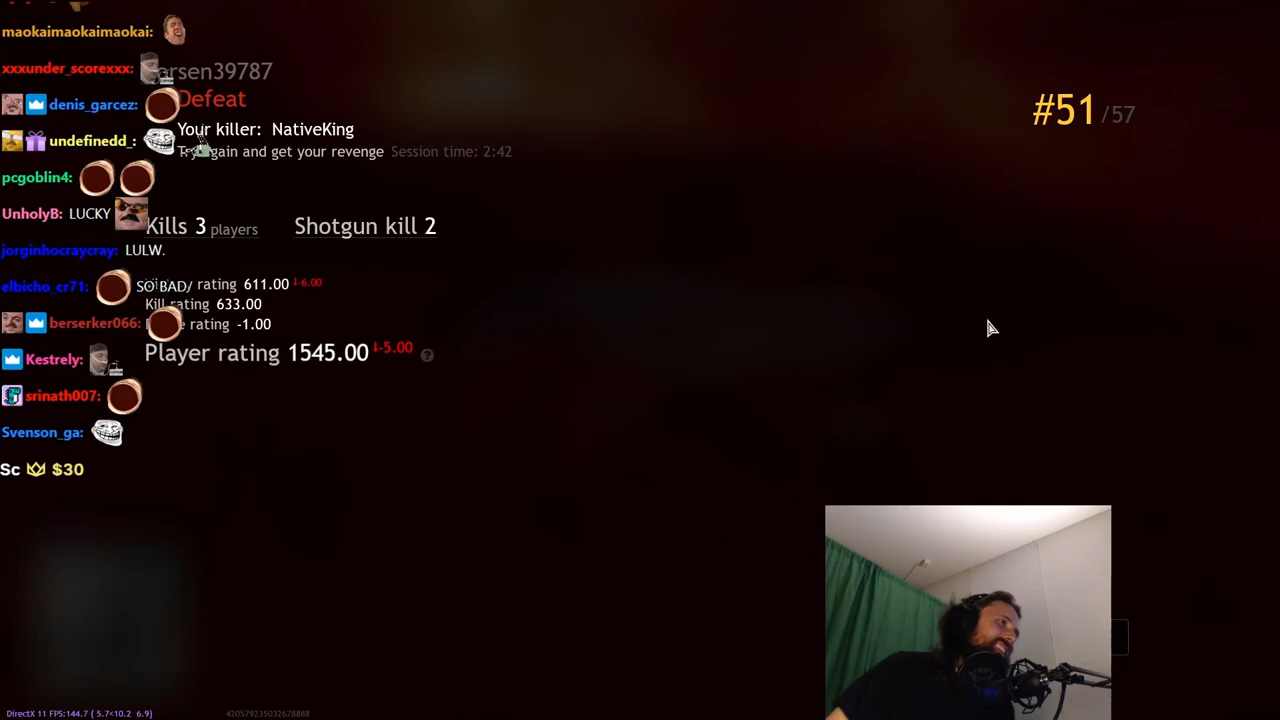 maokaimaokaimaokai:
xxxunder_scorexxx:
arsen39787
denis_garcez:
Defeat
#51/57
undefinedd_:
Your killer: NativeKing
Try again and get your revenge Session time: 2:42
pcgoblin4:
UnholyB: LUCKY
Kills 3 players Shotgun kill 2
jorginhocraycray: LULW.
elbicho_cr71: SO BAD/
rating 611.00 -6.00
Kill rating 633.00
berserker066: rating -1.00
Kestrely:
Player rating 1545.00 -5.00 ?
srinath007:
Svenson_ga:
Sc $30
DirectX 11 FPS:144.7 ( 5.7<10.2 6.9)
420579235032678888